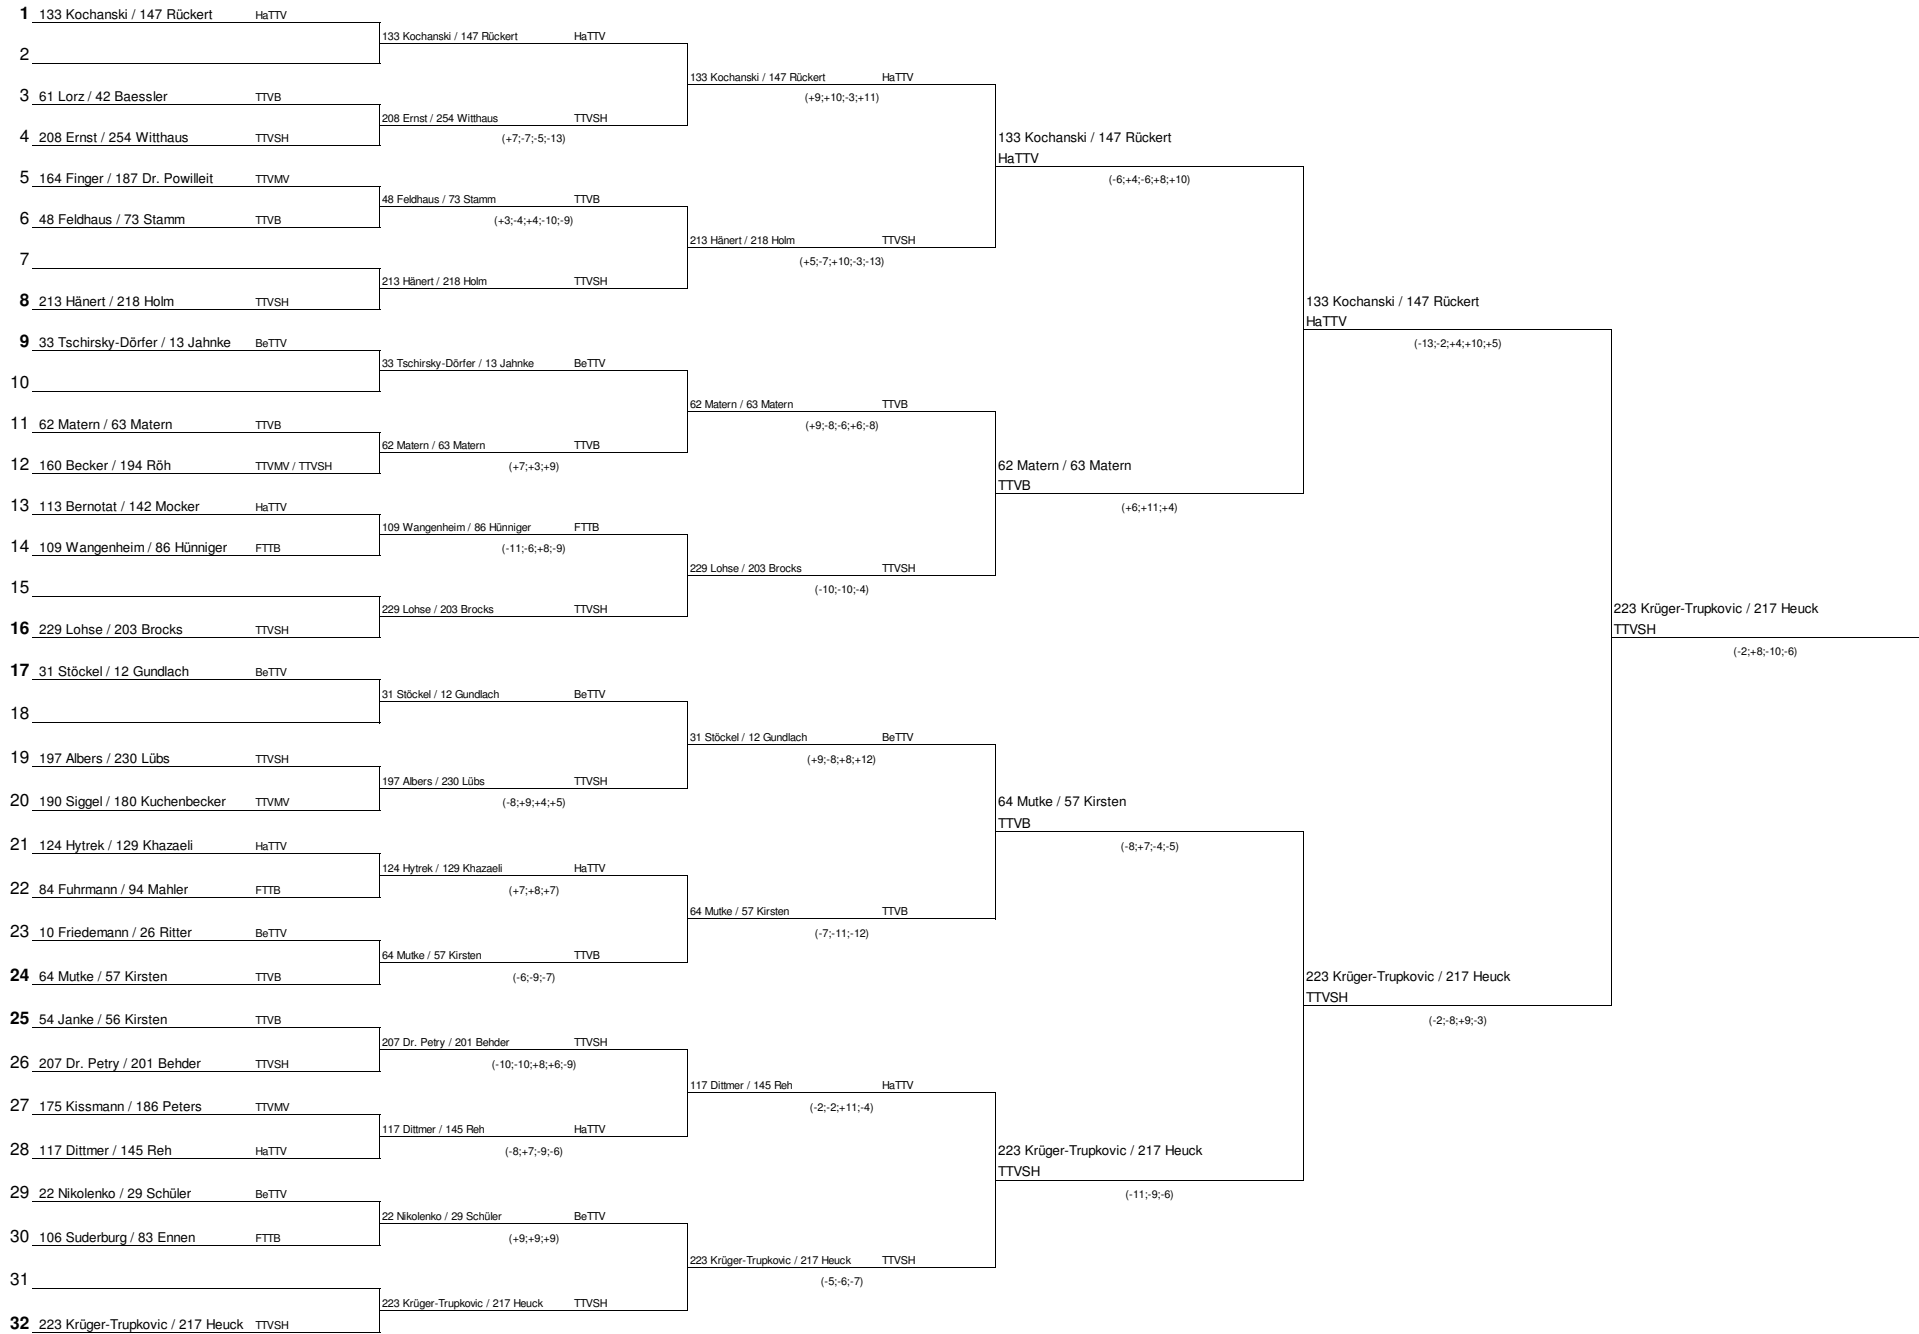 1 133 Kochanski / 147 Rückert HaTTV
2
3 61 Lorz / 42 Baessler TTVB
4 208 Ernst / 254 Witthaus TTVSH
5 164 Finger / 187 Dr. Powilleit TTVMV
6 48 Feldhaus / 73 Stamm TTVB
7
8 213 Hänert / 218 Holm TTVSH
9 33 Tschirsky-Dörfer / 13 Jahnke BeTTV
10
11 62 Matern / 63 Matern TTVB
12 160 Becker / 194 Röh TTVMV / TTVSH
13 113 Bernotat / 142 Mocker HaTTV
14 109 Wangenheim / 86 Hünniger FTTB
15
16 229 Lohse / 203 Brocks TTVSH
17 31 Stöckel / 12 Gundlach BeTTV
18
19 197 Albers / 230 Lübs TTVSH
20 190 Siggel / 180 Kuchenbecker TTVMV
21 124 Hytrek / 129 Khazaeli HaTTV
22 84 Fuhrmann / 94 Mahler FTTB
23 10 Friedemann / 26 Ritter BeTTV
24 64 Mutke / 57 Kirsten TTVB
25 54 Janke / 56 Kirsten TTVB
26 207 Dr. Petry / 201 Behder TTVSH
27 175 Kissmann / 186 Peters TTVMV
28 117 Dittmer / 145 Reh HaTTV
29 22 Nikolenko / 29 Schüler BeTTV
30 106 Suderburg / 83 Ennen FTTB
31
32 223 Krüger-Trupkovic / 217 Heuck TTVSH
133 Kochanski / 147 Rückert HaTTV
208 Ernst / 254 Witthaus TTVSH
(+7;-7;-5;-13)
48 Feldhaus / 73 Stamm TTVB
(+3;-4;+4;-10;-9)
213 Hänert / 218 Holm TTVSH
33 Tschirsky-Dörfer / 13 Jahnke BeTTV
62 Matern / 63 Matern TTVB
(+7;+3;+9)
109 Wangenheim / 86 Hünniger FTTB
(-11;-6;+8;-9)
229 Lohse / 203 Brocks TTVSH
31 Stöckel / 12 Gundlach BeTTV
197 Albers / 230 Lübs TTVSH
(-8;+9;+4;+5)
124 Hytrek / 129 Khazaeli HaTTV
(+7;+8;+7)
64 Mutke / 57 Kirsten TTVB
(-6;-9;-7)
207 Dr. Petry / 201 Behder TTVSH
(-10;-10;+8;+6;-9)
117 Dittmer / 145 Reh HaTTV
(-8;+7;-9;-6)
22 Nikolenko / 29 Schüler BeTTV
(+9;+9;+9)
223 Krüger-Trupkovic / 217 Heuck TTVSH
133 Kochanski / 147 Rückert HaTTV
(+9;+10;-3;+11)
213 Hänert / 218 Holm TTVSH
(+5;-7;+10;-3;-13)
62 Matern / 63 Matern TTVB
(+9;-8;-6;+6;-8)
229 Lohse / 203 Brocks TTVSH
(-10;-10;-4)
31 Stöckel / 12 Gundlach BeTTV
(+9;-8;+8;+12)
64 Mutke / 57 Kirsten TTVB
(-7;-11;-12)
117 Dittmer / 145 Reh HaTTV
(-2;-2;+11;-4)
223 Krüger-Trupkovic / 217 Heuck TTVSH
(-5;-6;-7)
133 Kochanski / 147 Rückert
HaTTV
(-6;+4;-6;+8;+10)
62 Matern / 63 Matern
TTVB
(+6;+11;+4)
64 Mutke / 57 Kirsten
TTVB
(-8;+7;-4;-5)
223 Krüger-Trupkovic / 217 Heuck
TTVSH
(-11;-9;-6)
133 Kochanski / 147 Rückert
HaTTV
(-13;-2;+4;+10;+5)
223 Krüger-Trupkovic / 217 Heuck
TTVSH
(-2;-8;+9;-3)
223 Krüger-Trupkovic / 217 Heuck
TTVSH
(-2;+8;-10;-6)